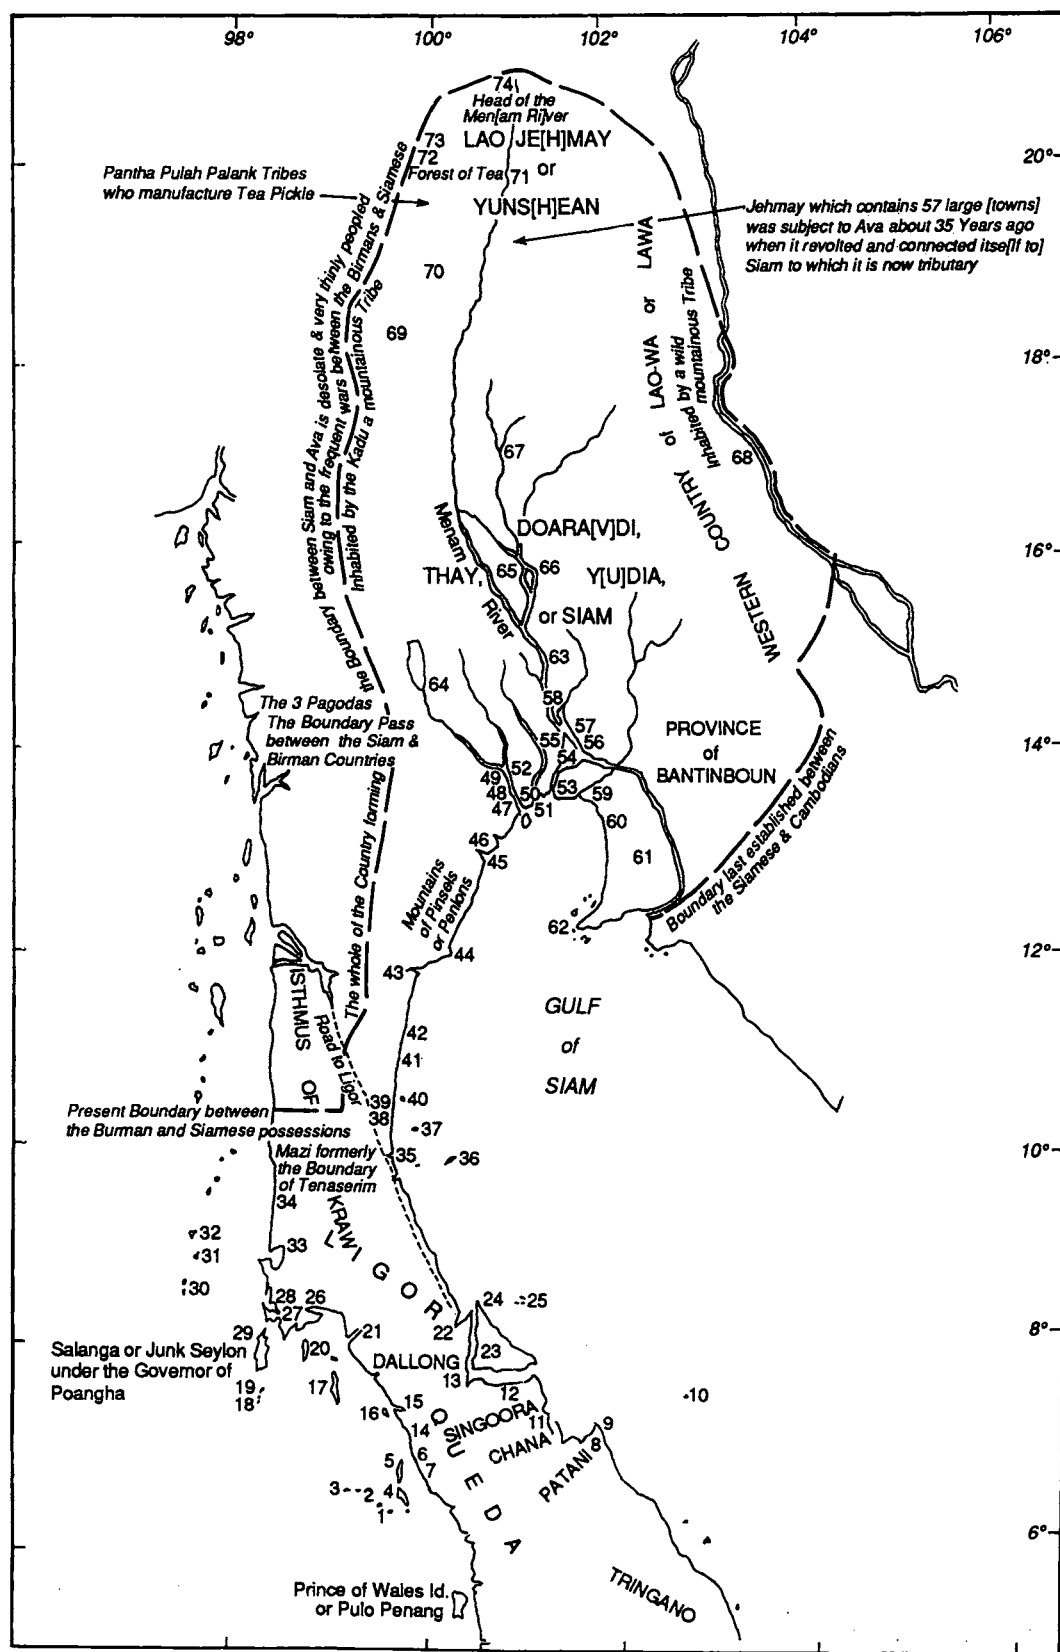 98°
100°
102°
104°
106°
74
Head of the
Men[am Ri]ver
73
LAO JE[H]MAY
72
20°
Pantha Pulah Palank Tribes
who manufacture Tea Pickle
Forest of Tea
71
or
YUNS[H]EAN
Jehmay which contains 57 large [towns]
was subject to Ava about 35 Years ago
when it revolted and connected itse[lf to]
Siam to which it is now tributary
70
69
18°
The whole of the Country forming the Boundary between Siam and Ava is desolate & very thinly peopled
owing to the frequent wars between the Birmans & Siamese
Inhabited by the Kadu a mountainous Tribe
WESTERN COUNTRY of LAO-WA or LAWA
Inhabited by a wild
mountainous Tribe
68
67
Menam River
DOARA[V]DI,
16°
THAY,
65
66
Y[U]DIA,
or SIAM
63
64
58
The 3 Pagodas
The Boundary Pass
between the Siam &
Birman Countries
57
56
55
54
PROVINCE
of
BANTINBOUN
14°
49
52
48
50
53
59
47
51
60
46
45
61
Boundary last established between
the Siamese & Cambodians
Mountains
of Pinsels
or Penlons
62
44
12°
43
ISTHMUS OF KRAW
Road to Ligor
GULF
of
SIAM
42
41
39
40
38
37
Present Boundary between
the Burman and Siamese possessions
Mazi formerly
the Boundary
of Tenaserim
35
36
10°
34
32
33
31
30
LIGOR
28
26
24
25
27
29
21
22
8°
Salanga or Junk Seylon
under the Governor of
Poangha
20
23
DALLONG
19
18
17
13
12
10
16
15
SINGOORA
11
9
14
CHANA
8
PATANI
QUEDA
5
6
7
3
2
4
1
6°
TRINGANO
Prince of Wales Id.
or Pulo Penang